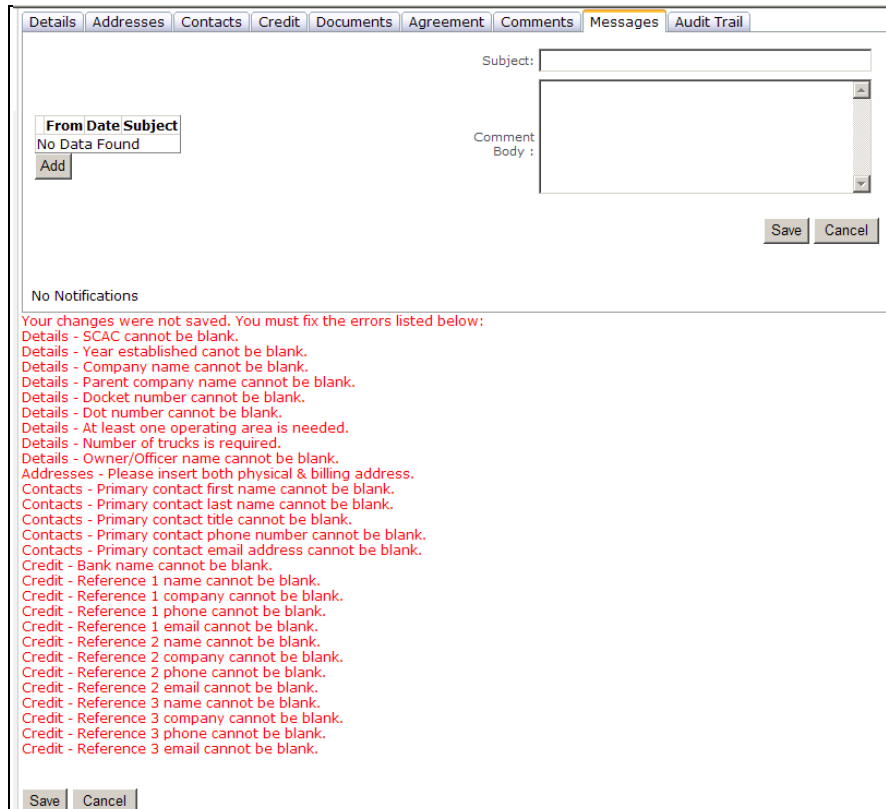 Details Addresses Contacts Credit Documents Agreement Comments Messages Audit Trail
Subject:
From Date Subject
No Data Found
Add
Comment
Body :
Save Cancel
No Notifications
Your changes were not saved. You must fix the errors listed below:
Details - SCAC cannot be blank.
Details - Year established canot be blank.
Details - Company name cannot be blank.
Details - Parent company name cannot be blank.
Details - Docket number cannot be blank.
Details - Dot number cannot be blank.
Details - At least one operating area is needed.
Details - Number of trucks is required.
Details - Owner/Officer name cannot be blank.
Addresses - Please insert both physical & billing address.
Contacts - Primary contact first name cannot be blank.
Contacts - Primary contact last name cannot be blank.
Contacts - Primary contact title cannot be blank.
Contacts - Primary contact phone number cannot be blank.
Contacts - Primary contact email address cannot be blank.
Credit - Bank name cannot be blank.
Credit - Reference 1 name cannot be blank.
Credit - Reference 1 company cannot be blank.
Credit - Reference 1 phone cannot be blank.
Credit - Reference 1 email cannot be blank.
Credit - Reference 2 name cannot be blank.
Credit - Reference 2 company cannot be blank.
Credit - Reference 2 phone cannot be blank.
Credit - Reference 2 email cannot be blank.
Credit - Reference 3 name cannot be blank.
Credit - Reference 3 company cannot be blank.
Credit - Reference 3 phone cannot be blank.
Credit - Reference 3 email cannot be blank.
Save Cancel